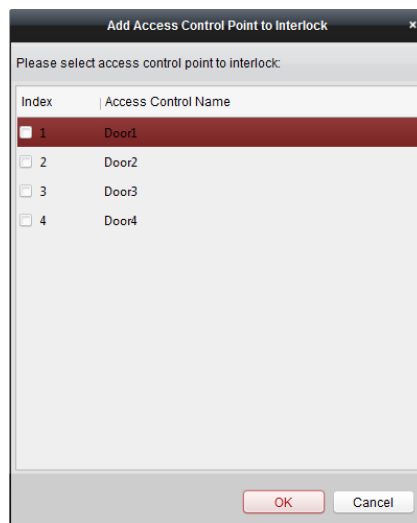 Add Access Control Point to Interlock ×
Please select access control point to interlock:
Index | Access Control Name
1 Door1
2 Door2
3 Door3
4 Door4
OK Cancel